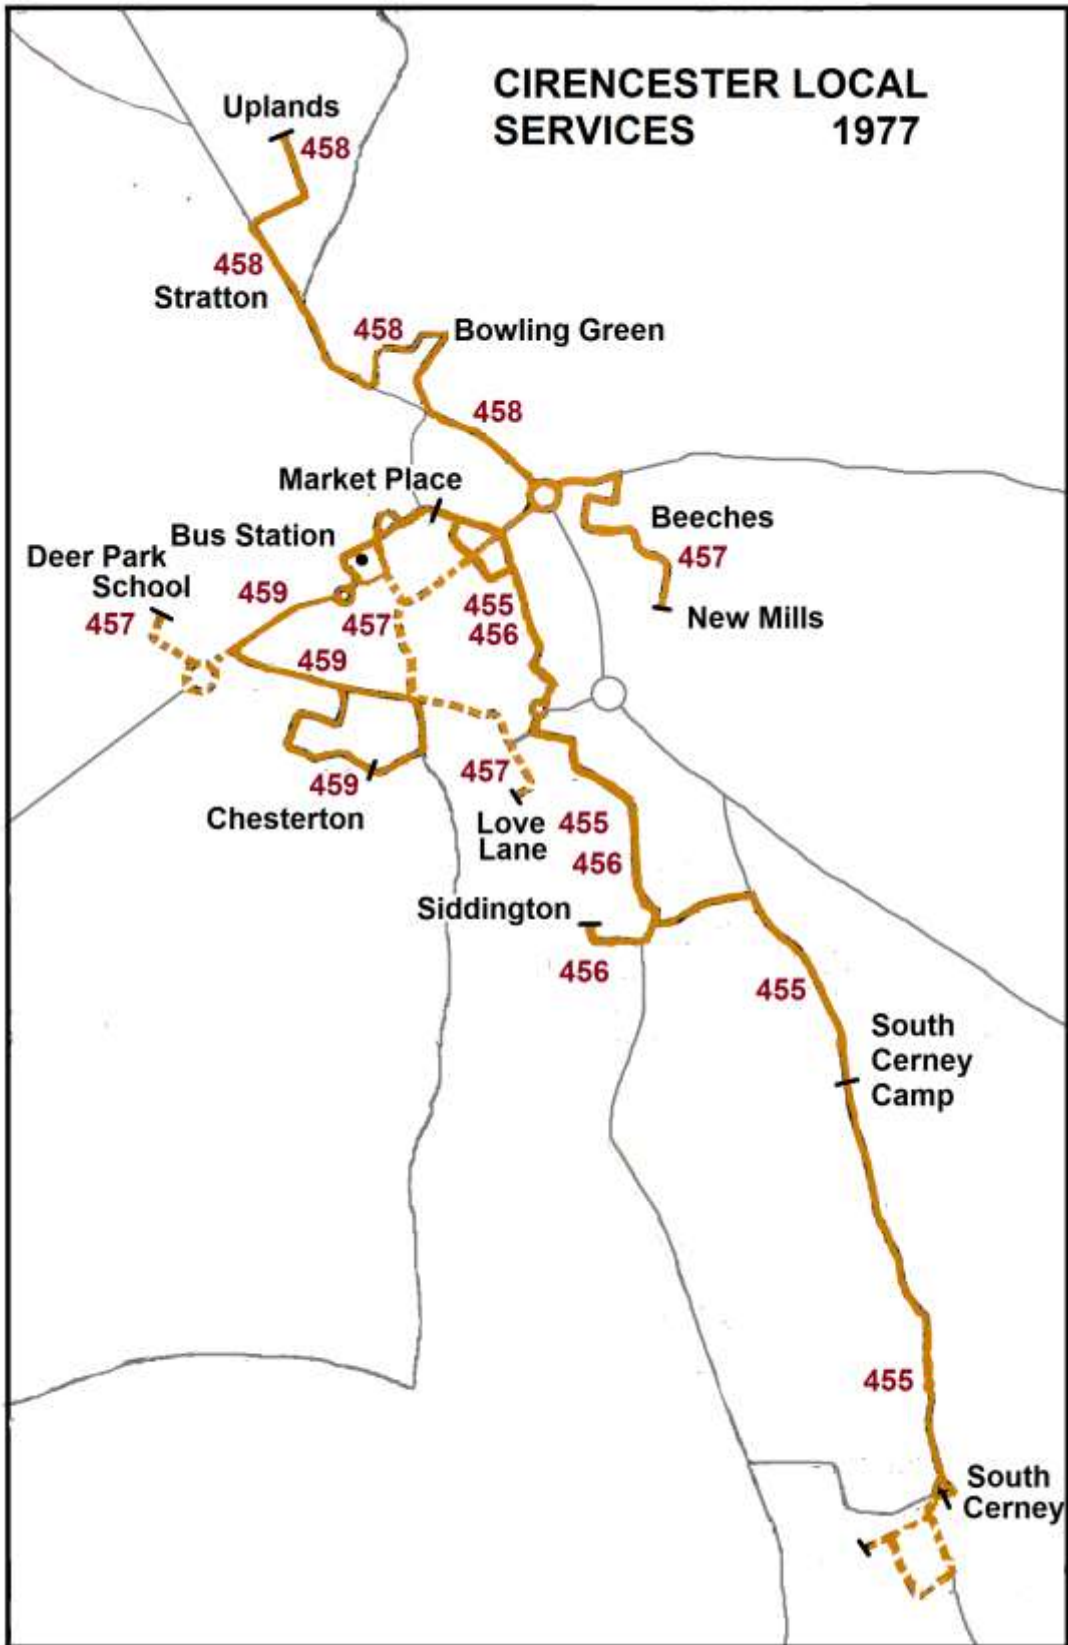 CIRENCESTER LOCAL
SERVICES 1977
Uplands
458
458
Stratton
458
Bowling Green
458
Market Place
Bus Station
Beeches
457
Deer Park
School
457
459
457
455
456
New Mills
459
459
Chesterton
457
Love
Lane
455
456
Siddington
456
455
South
Cerney
Camp
455
South
Cerney